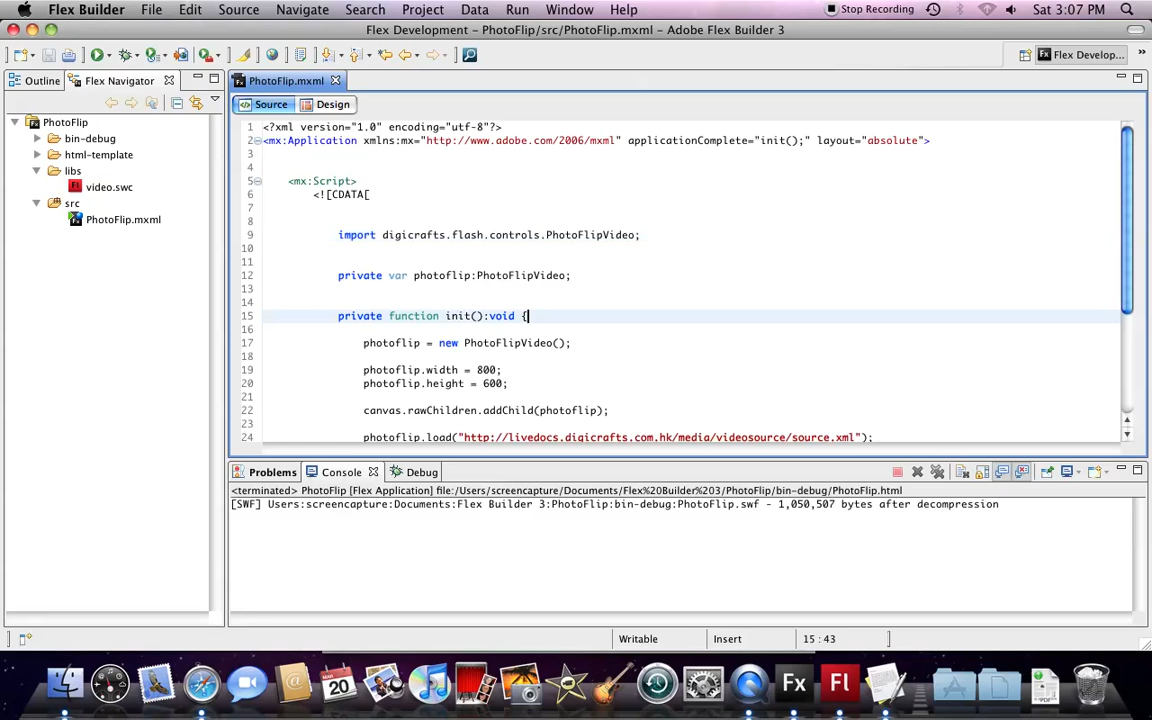 Flex Builder File Edit Source Navigate Search Project Data Run Window Help Stop Recording Sat 3:07 PM
Flex Development - PhotoFlip/src/PhotoFlip.mxml - Adobe Flex Builder 3
Flex Develop... »
Outline Flex Navigator PhotoFlip.mxml
Source Design
PhotoFlip
bin-debug
html-template
libs
video.swc
src
PhotoFlip.mxml
1 <?xml version="1.0" encoding="utf-8"?>
2 <mx:Application xmlns:mx="http://www.adobe.com/2006/mxml" applicationComplete="init();" layout="absolute">
3
4
5 <mx:Script>
6 <![CDATA[
7
8
9 import digicrafts.flash.controls.PhotoFlipVideo;
10
11
12 private var photoflip:PhotoFlipVideo;
13
14
15 private function init():void {
16
17 photoflip = new PhotoFlipVideo();
18
19 photoflip.width = 800;
20 photoflip.height = 600;
21
22 canvas.rawChildren.addChild(photoflip);
23
24 photoflip.load("http://livedocs.digicrafts.com.hk/media/videosource/source.xml");
Problems Console Debug
<terminated> PhotoFlip [Flex Application] file:/Users/screencapture/Documents/Flex%20Builder%203/PhotoFlip/bin-debug/PhotoFlip.html
[SWF] Users:screencapture:Documents:Flex Builder 3:PhotoFlip:bin-debug:PhotoFlip.swf - 1,050,507 bytes after decompression
Writable Insert 15 : 43
MAR
20
Fx Fl